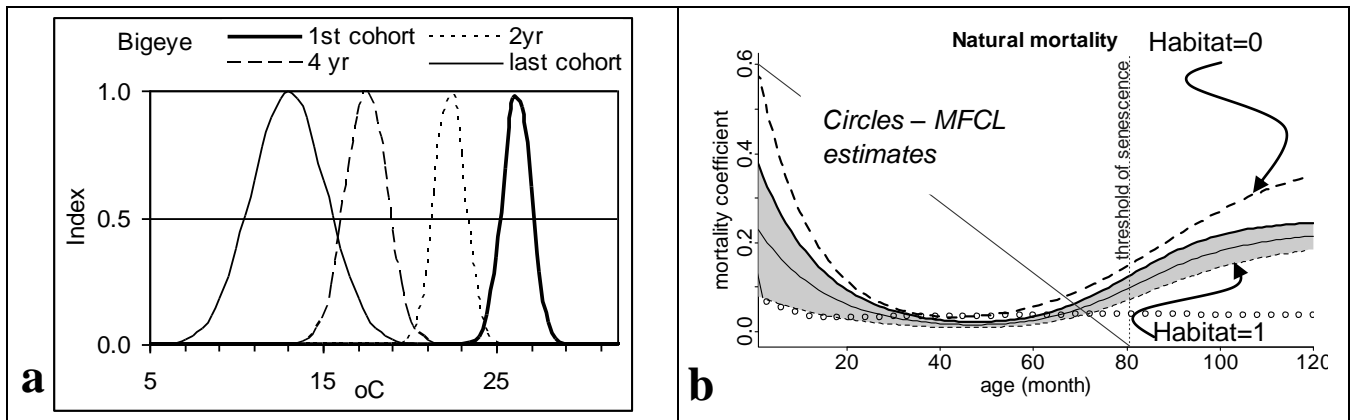 Bigeye
1st cohort
2yr
4 yr
last cohort
1.0
0.5
0.0
Index
5
15
25
oC
a
Natural mortality
Habitat=0
Circles – MFCL
estimates
threshold of senescence
mortality coefficient
0.6
0.4
0.2
0.0
Habitat=1
20
40
60
80
100
120
age (month)
b